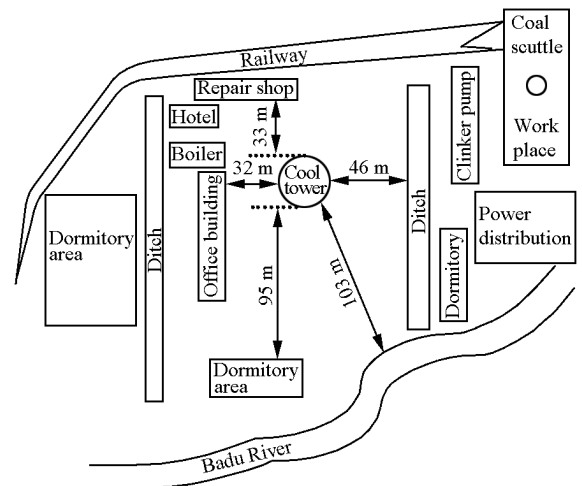 Coal
scuttle
Work
place
Railway
Repair shop
Hotel
Boiler
33 m
32 m
Cool
tower
46 m
Clinker pump
Dormitory
area
Ditch
Office building
95 m
103 m
Ditch
Dormitory
Power
distribution
Dormitory
area
Badu River